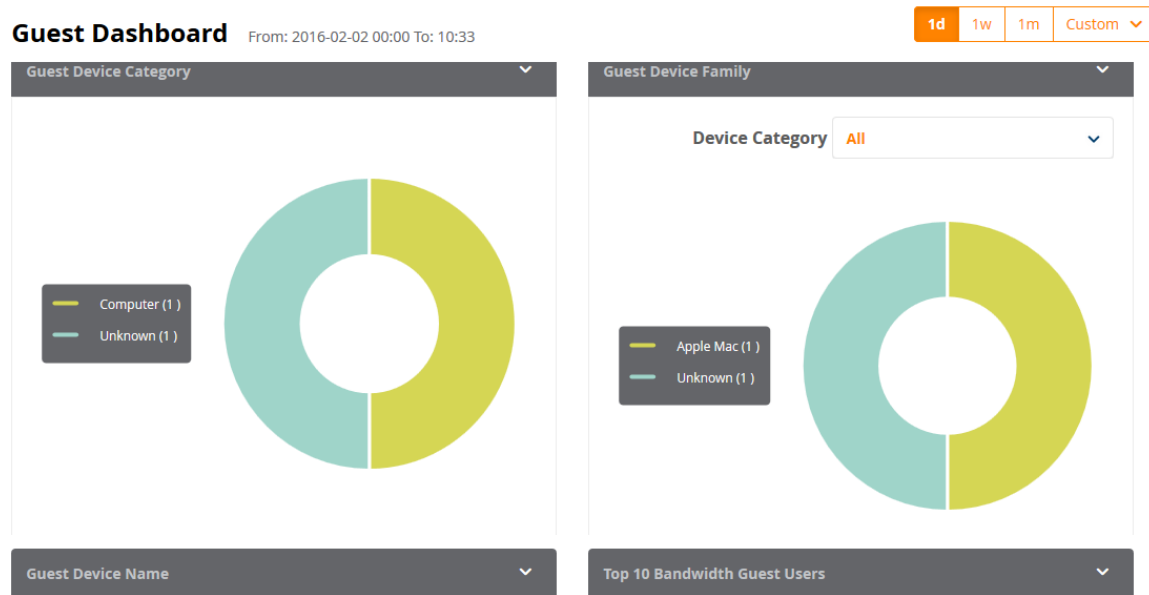 Guest Dashboard From: 2016-02-02 00:00 To: 10:33
1d 1w 1m Custom
Guest Device Category
Computer (1 )
Unknown (1 )
Guest Device Family
Device Category All
Apple Mac (1 )
Unknown (1 )
Guest Device Name
Top 10 Bandwidth Guest Users